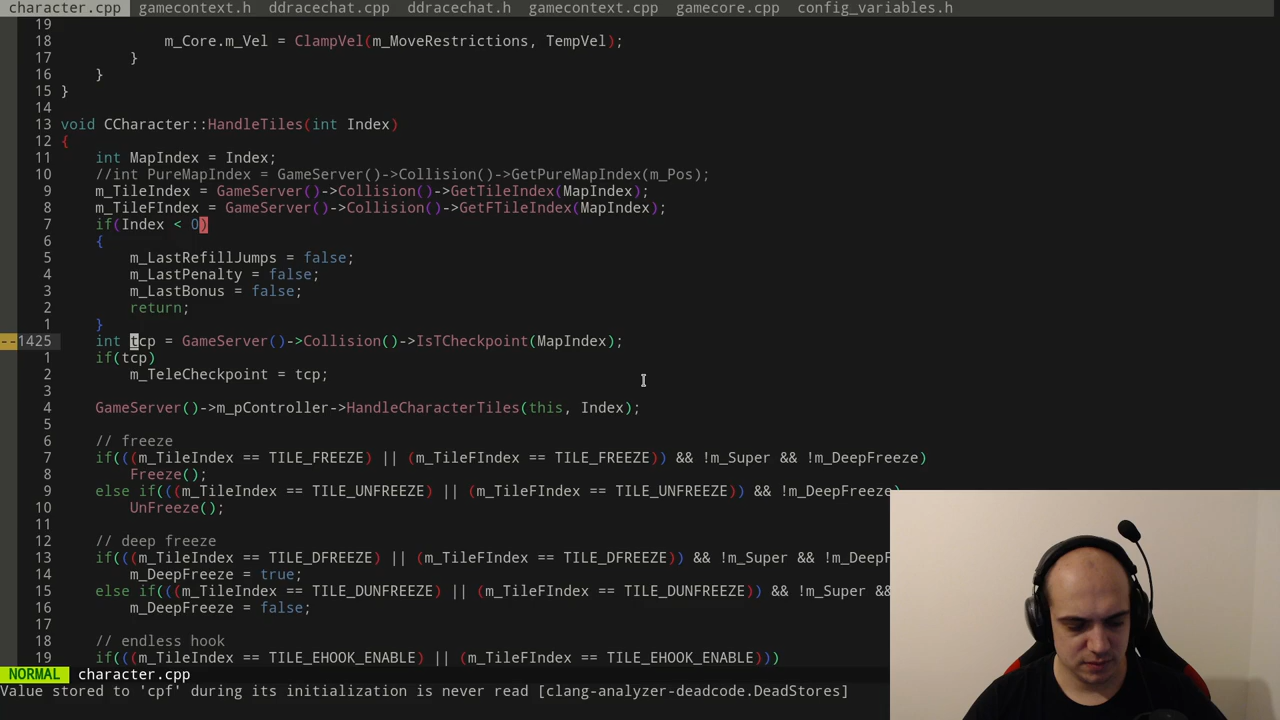 character.cpp gamecontext.h ddracechat.cpp ddracechat.h gamecontext.cpp gamecore.cpp config_variables.h
19
18 m_Core.m_Vel = ClampVel(m_MoveRestrictions, TempVel);
17 }
16 }
15 }
14
13 void CCharacter::HandleTiles(int Index)
12 {
11 int MapIndex = Index;
10 //int PureMapIndex = GameServer()->Collision()->GetPureMapIndex(m_Pos);
9 m_TileIndex = GameServer()->Collision()->GetTileIndex(MapIndex);
8 m_TileFIndex = GameServer()->Collision()->GetFTileIndex(MapIndex);
7 if(Index < 0)
6 {
5 m_LastRefillJumps = false;
4 m_LastPenalty = false;
3 m_LastBonus = false;
2 return;
1 }
--1425 int tcp = GameServer()->Collision()->IsTCheckpoint(MapIndex);
1 if(tcp)
2 m_TeleCheckpoint = tcp;
3
4 GameServer()->m_pController->HandleCharacterTiles(this, Index);
5
6 // freeze
7 if(((m_TileIndex == TILE_FREEZE) || (m_TileFIndex == TILE_FREEZE)) && !m_Super && !m_DeepFreeze)
8 Freeze();
9 else if(((m_TileIndex == TILE_UNFREEZE) || (m_TileFIndex == TILE_UNFREEZE)) && !m_DeepFreeze)
10 UnFreeze();
11
12 // deep freeze
13 if(((m_TileIndex == TILE_DFREEZE) || (m_TileFIndex == TILE_DFREEZE)) && !m_Super && !m_DeepF
14 m_DeepFreeze = true;
15 else if(((m_TileIndex == TILE_DUNFREEZE) || (m_TileFIndex == TILE_DUNFREEZE)) && !m_Super &&
16 m_DeepFreeze = false;
17
18 // endless hook
19 if(((m_TileIndex == TILE_EHOOK_ENABLE) || (m_TileFIndex == TILE_EHOOK_ENABLE)))
NORMAL character.cpp
Value stored to 'cpf' during its initialization is never read [clang-analyzer-deadcode.DeadStores]